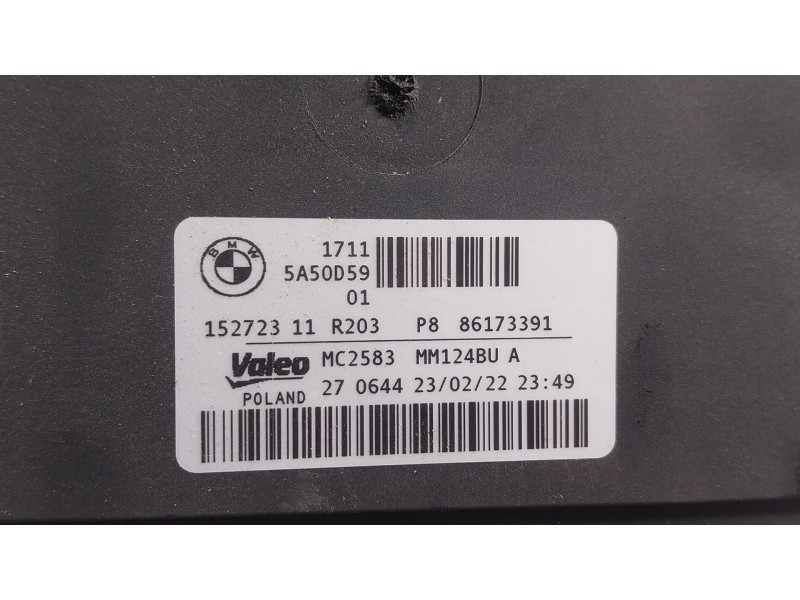 BMW
1711
5A50D59
01
152723 11 R203 P8 86173391
Valeo MC2583 MM124BU A
POLAND 27 0644 23/02/22 23:49